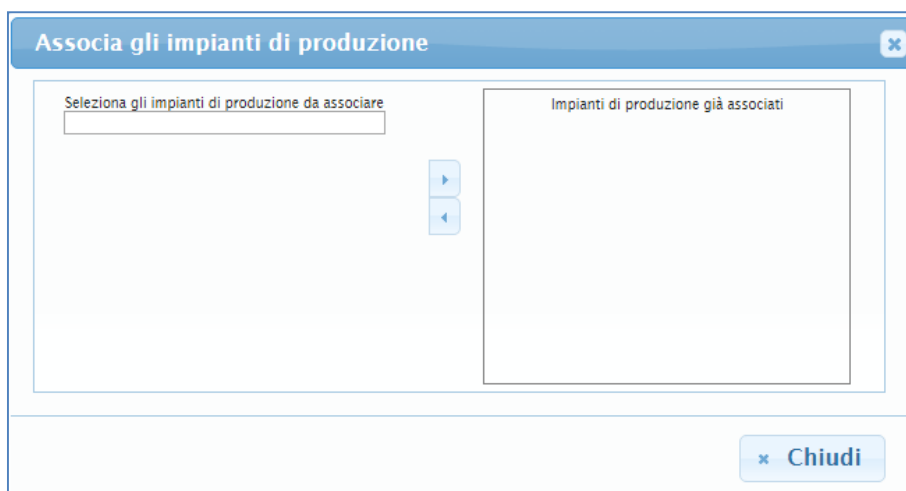 Associa gli impianti di produzione
Seleziona gli impianti di produzione da associare
Impianti di produzione già associati
Chiudi